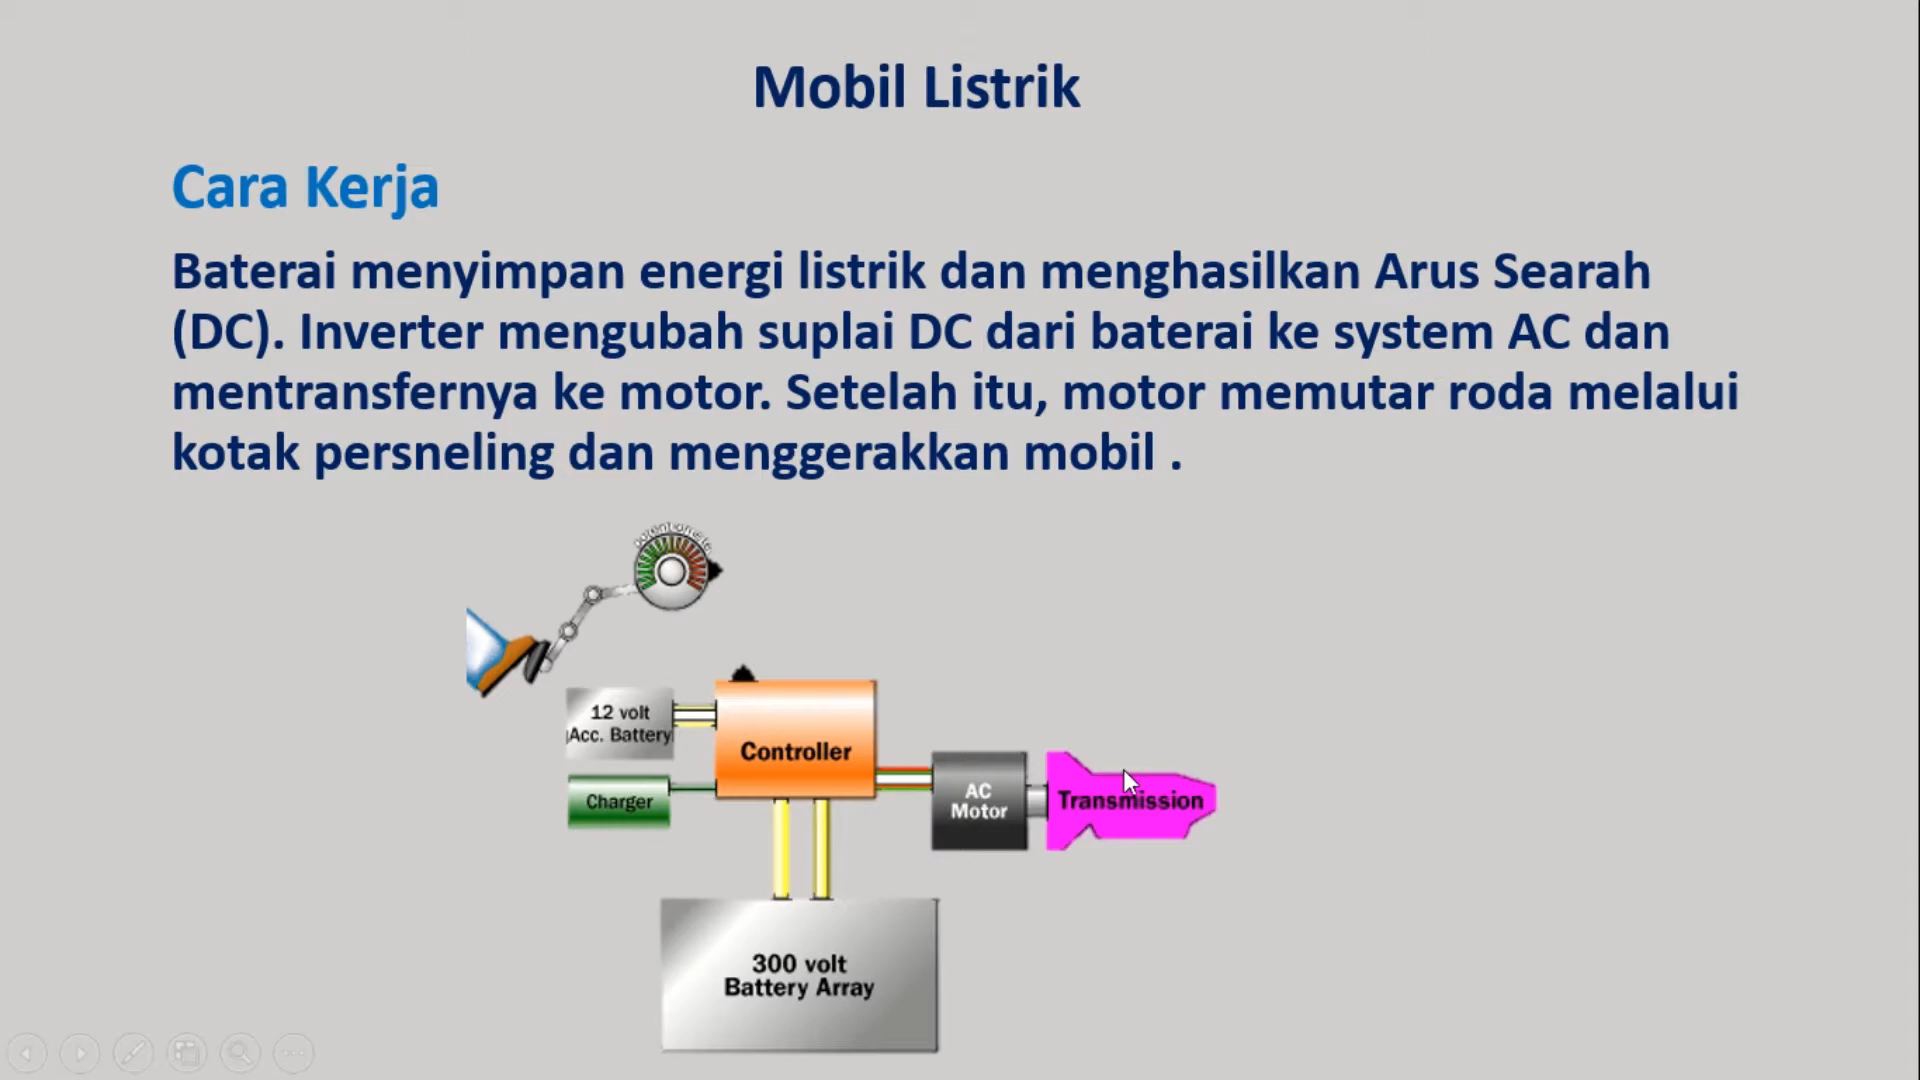 Mobil Listrik
Cara Kerja
Baterai menyimpan energi listrik dan menghasilkan Arus Searah
(DC). Inverter mengubah suplai DC dari baterai ke system AC dan
mentransfernya ke motor. Setelah itu, motor memutar roda melalui
kotak persneling dan menggerakkan mobil .
12 volt
Acc. Battery
Controller
Charger
AC
Motor
Transmission
300 volt
Battery Array